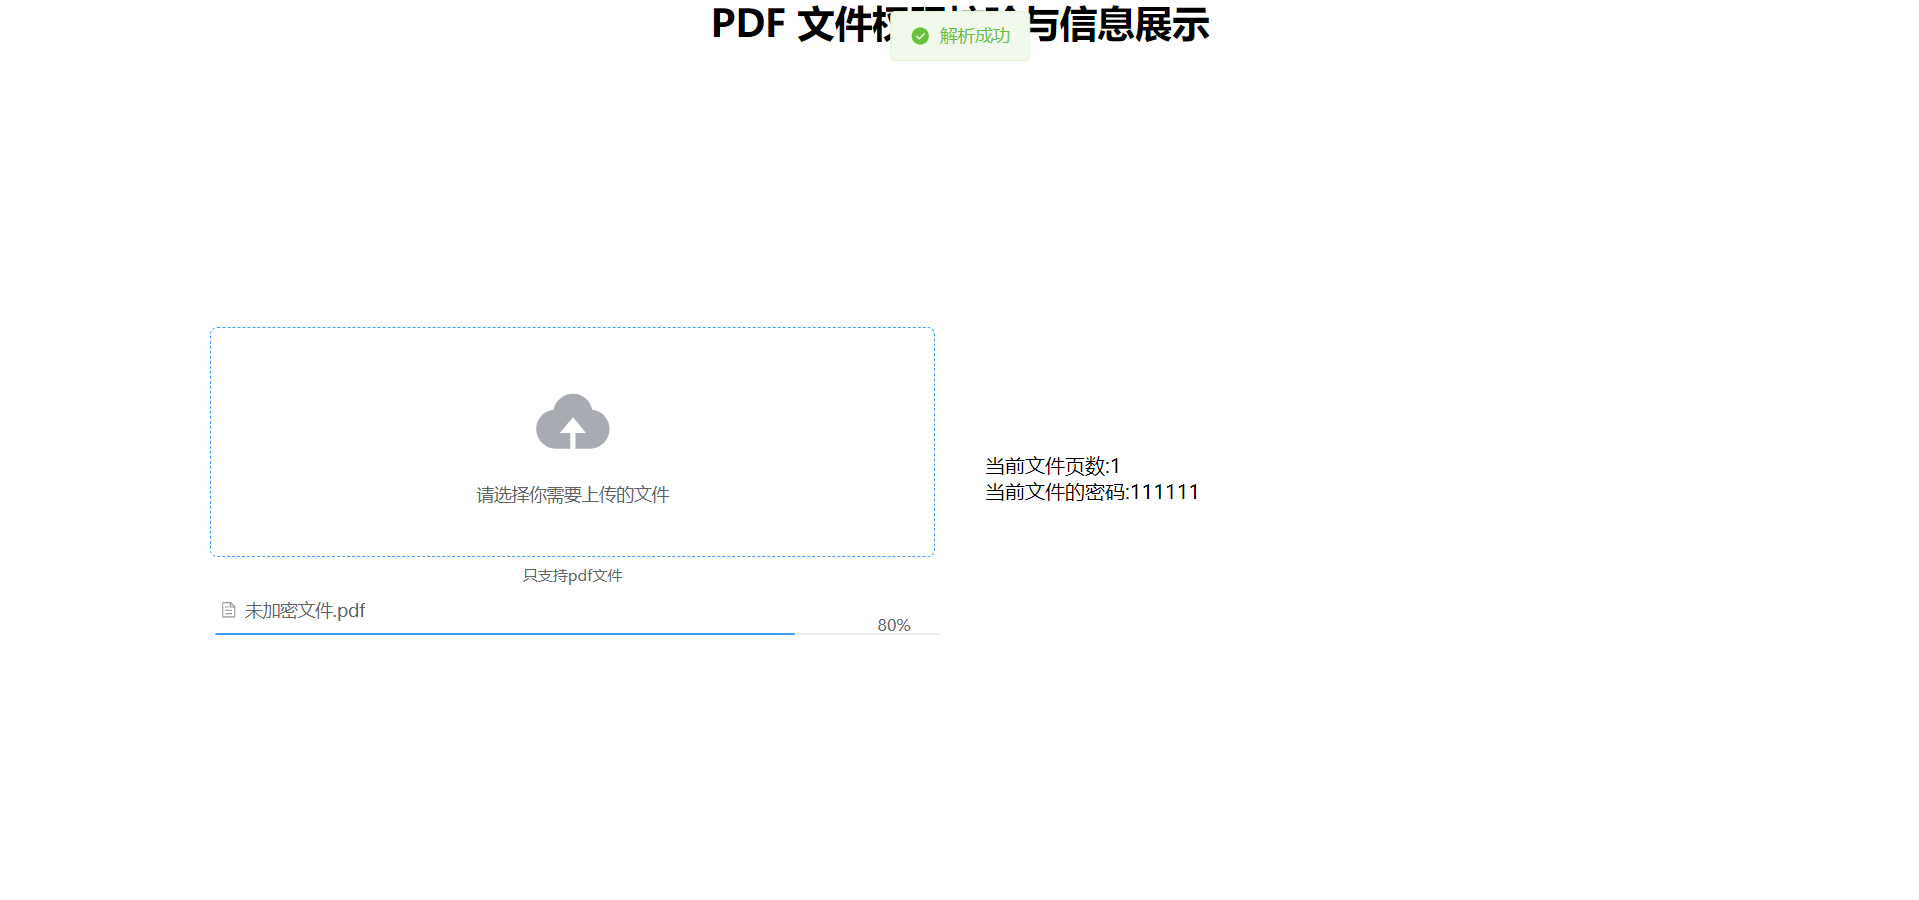 PDF 文件 与信息展示
解析成功
请选择你需要上传的文件
当前文件页数:1
当前文件的密码:111111
只支持pdf文件
未加密文件.pdf
80%